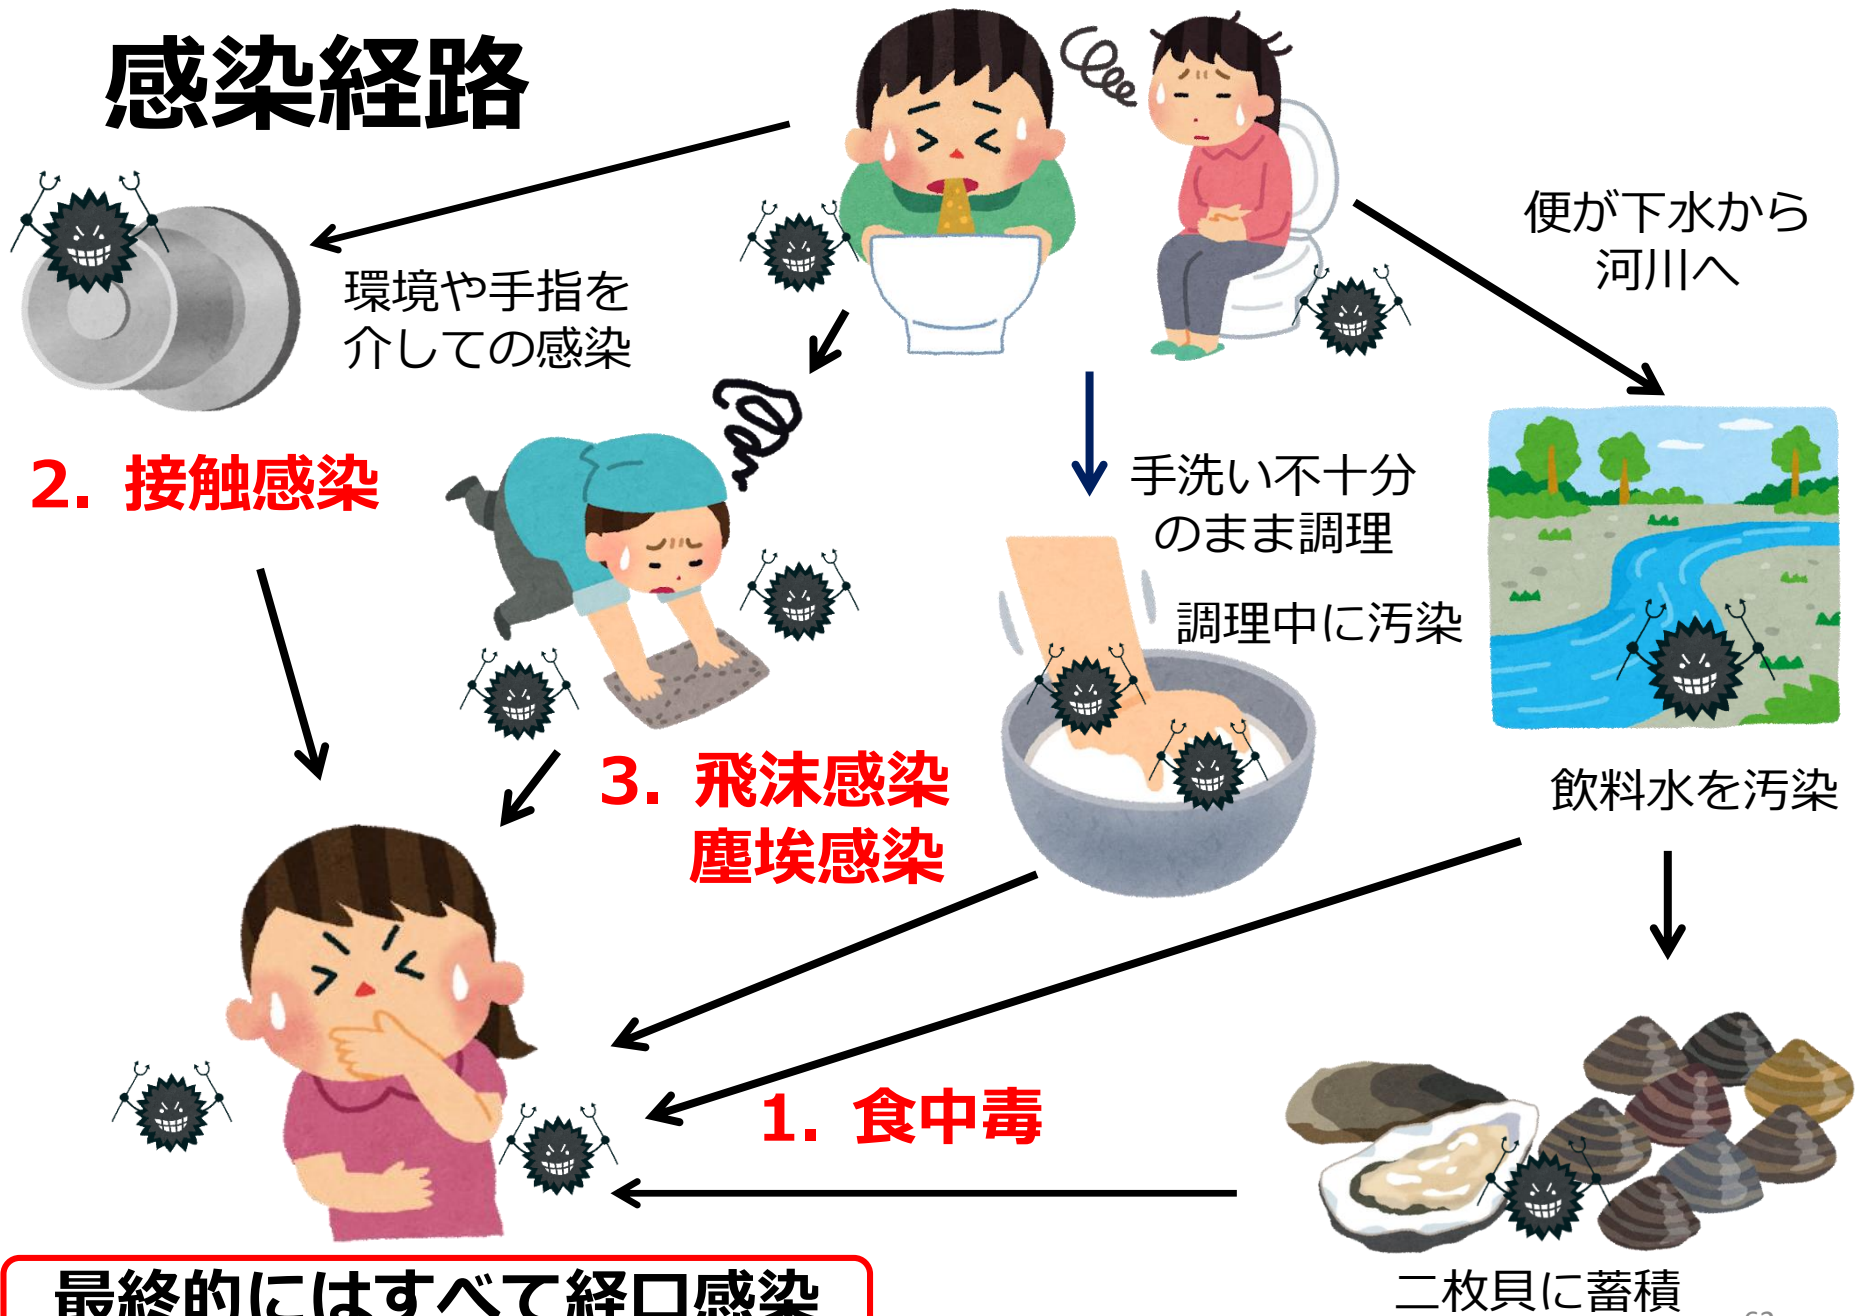 感染経路
便が下水から
河川へ
環境や手指を
介しての感染
2. 接触感染
手洗い不十分
のまま調理
調理中に汚染
3. 飛沫感染
塵埃感染
飲料水を汚染
1. 食中毒
最終的にはすべて経口感染
二枚貝に蓄積